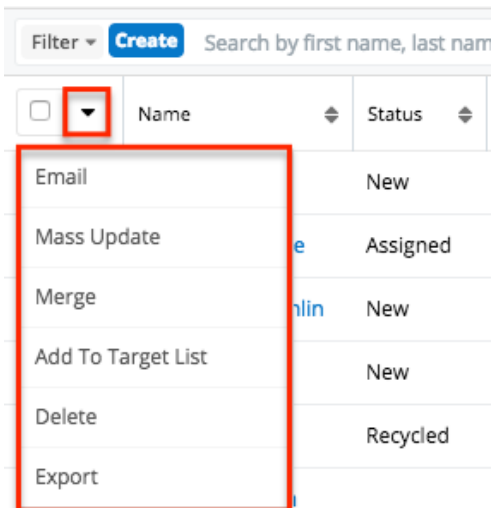 Filter Create Search by first name, last nam
Name Status
Email New
Mass Update e Assigned
Merge nlin New
Add To Target List New
Delete Recycled
Export